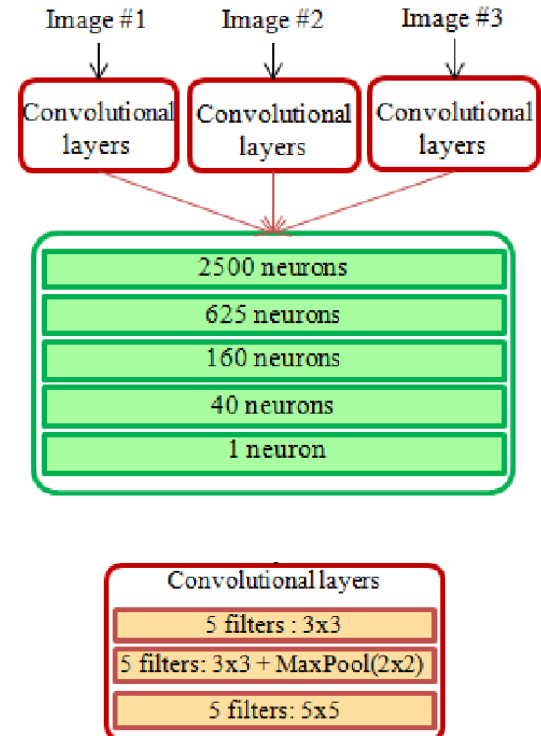 Image #1
Image #2
Image #3
Convolutional
layers
Convolutional
layers
Convolutional
layers
2500 neurons
625 neurons
160 neurons
40 neurons
1 neuron
Convolutional layers
5 filters : 3x3
5 filters: 3x3 + MaxPool(2x2)
5 filters: 5x5